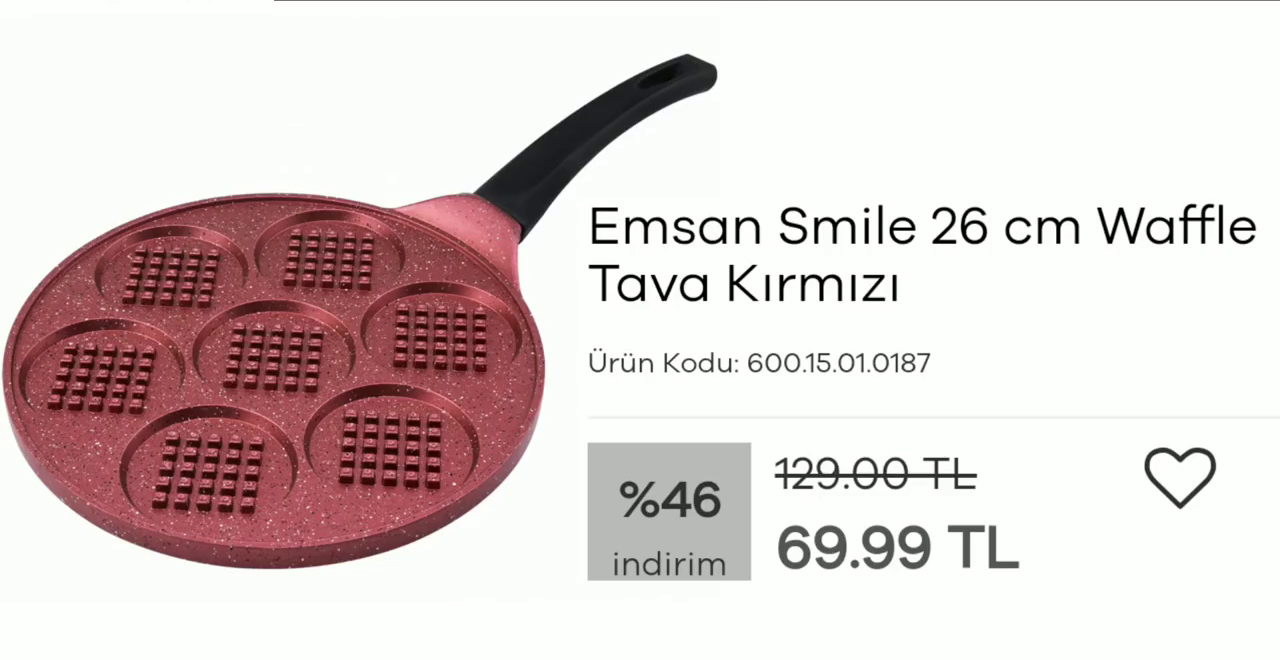 Emsan Smile 26 cm Waffle
Tava Kırmızı
Ürün Kodu: 600.15.01.0187
%46
indirim
129.00 TL
69.99 TL